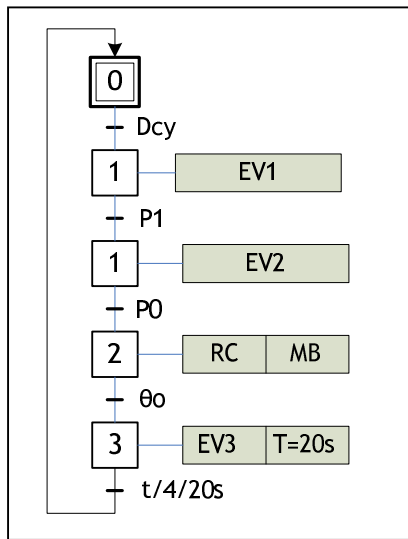 0
Dcy
1 EV1
P1
1 EV2
P0
2 RC MB
θo
3 EV3 T=20s
t/4/20s